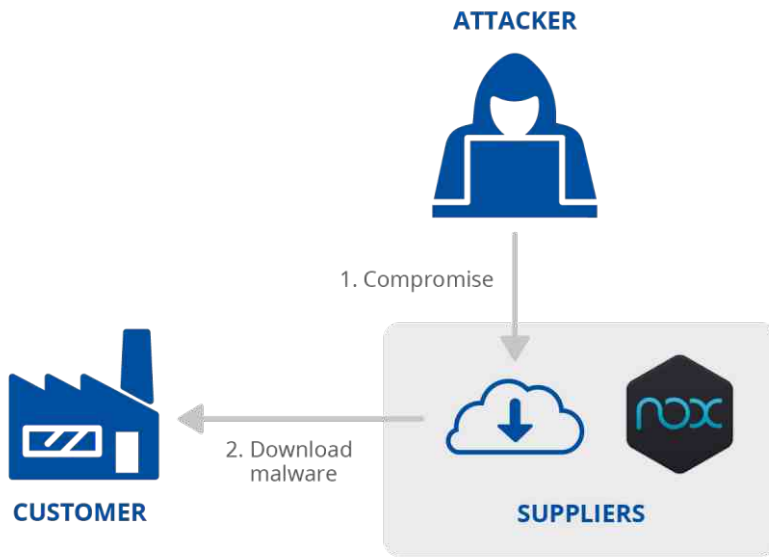 ATTACKER
1. Compromise
nox
2. Download
malware
CUSTOMER
SUPPLIERS